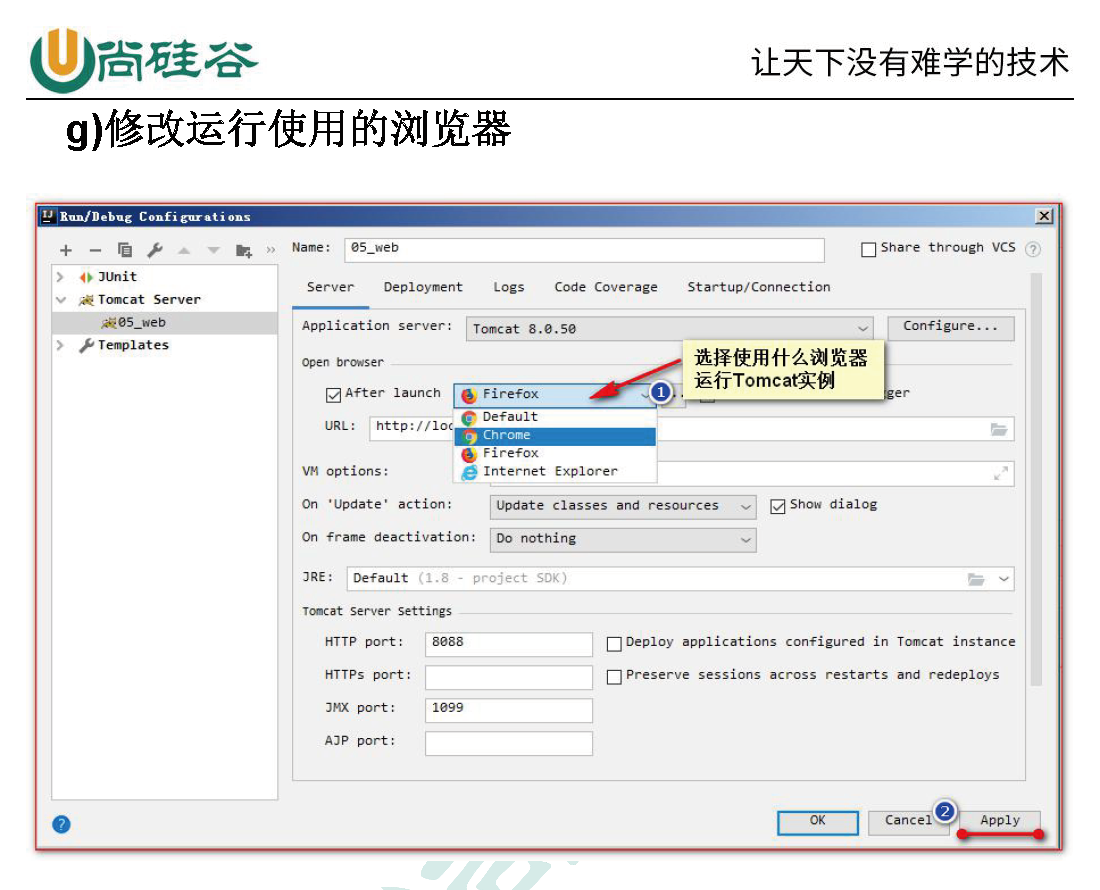 尚硅谷
让天下没有难学的技术
g)修改运行使用的浏览器
Run/Debug Configurations
Name: 05_web
Share through VCS
JUnit
Tomcat Server
05_web
Templates
Server Deployment Logs Code Coverage Startup/Connection
Application server: Tomcat 8.0.50 Configure...
选择使用什么浏览器
运行Tomcat实例
Open browser
After launch Firefox 1
Default
Chrome
Firefox
Internet Explorer
URL: http://loc
VM options:
On 'Update' action: Update classes and resources Show dialog
On frame deactivation: Do nothing
JRE: Default (1.8 - project SDK)
Tomcat Server Settings
HTTP port: 8088 Deploy applications configured in Tomcat instance
HTTPs port: Preserve sessions across restarts and redeploys
JMX port: 1099
AJP port:
OK Cancel 2 Apply